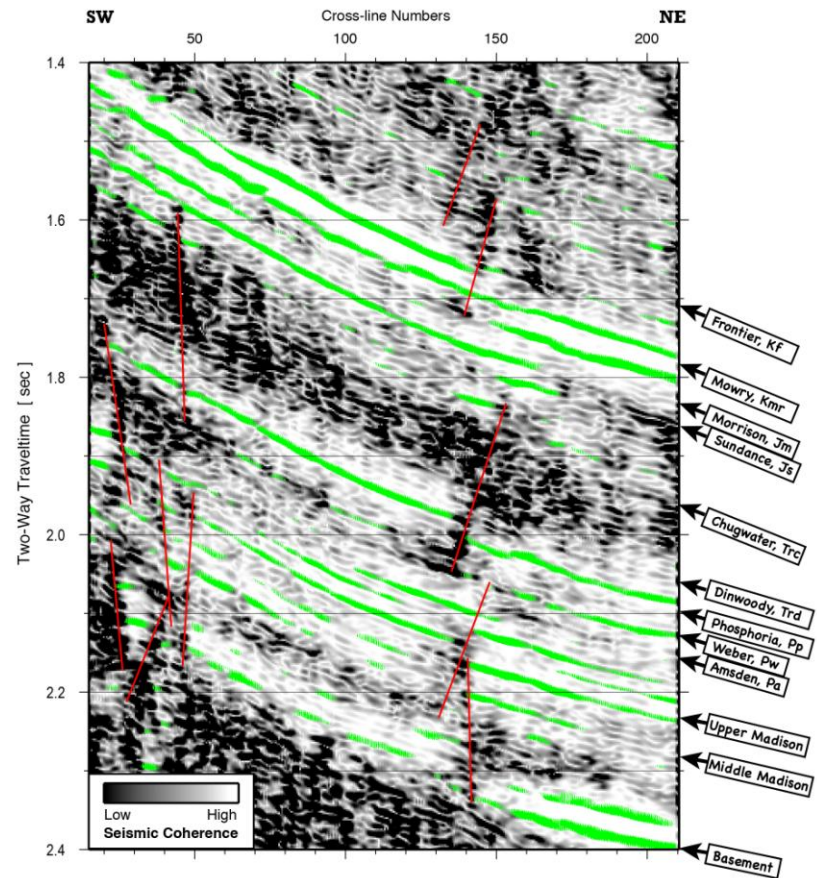 SW
Cross-line Numbers
NE
50
100
150
200
1.4
1.6
1.8
2.0
2.2
2.4
Two-Way Traveltime [ sec ]
Frontier, Kf
Mowry, Kmr
Morrison, Jm
Sundance, Js
Chugwater, Trc
Dinwoody, Trd
Phosphoria, Pp
Weber, Pw
Amsden, Pa
Upper Madison
Middle Madison
Basement
Low
High
Seismic Coherence